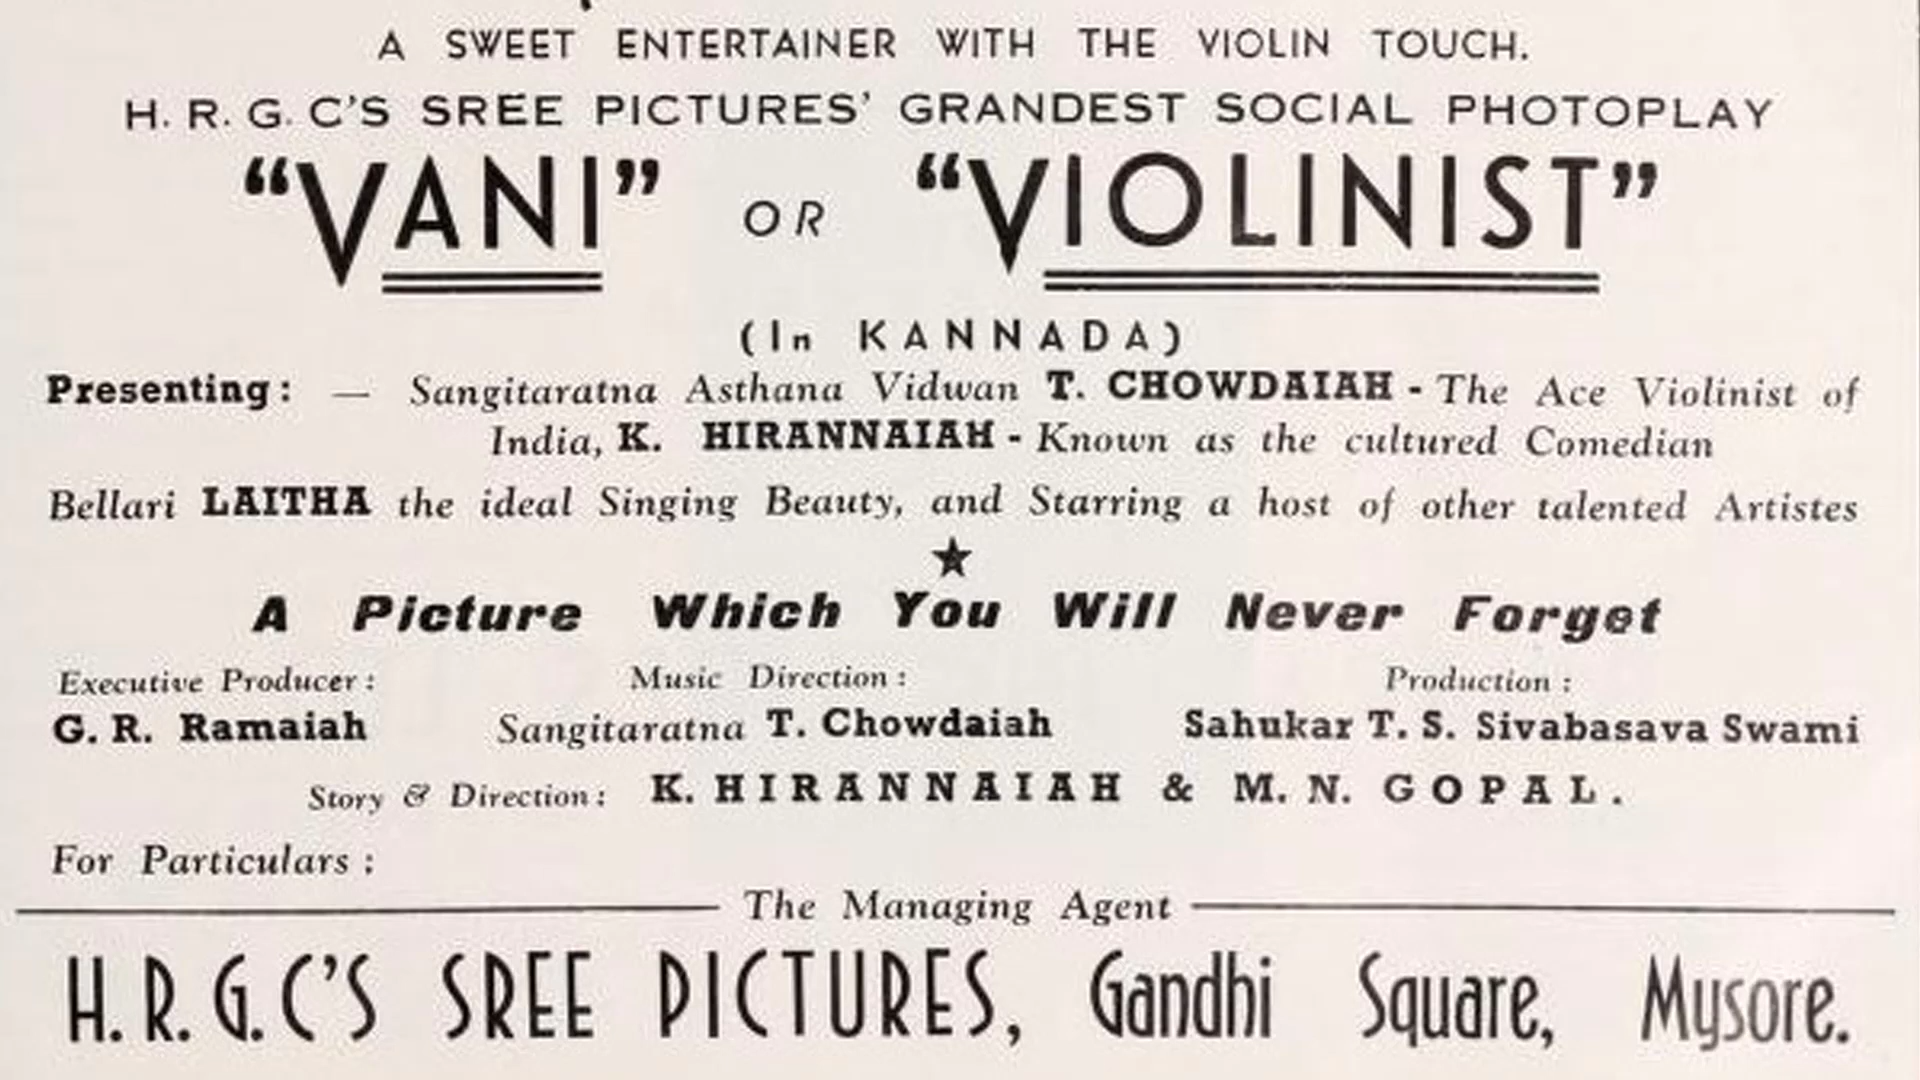 A SWEET ENTERTAINER WITH THE VIOLIN TOUCH.
H. R. G. C'S SREE PICTURES' GRANDEST SOCIAL PHOTOPLAY
"VANI" OR "VIOLINIST"
(In KANNADA)
Presenting: — Sangitaratna Asthana Vidwan T. CHOWDAIAH - The Ace Violinist of
India, K. HIRANNAIAH - Known as the cultured Comedian
Bellari LAITHA the ideal Singing Beauty, and Starring a host of other talented Artistes
★
A Picture Which You Will Never Forget
Executive Producer: Music Direction: Production:
G. R. Ramaiah Sangitaratna T. Chowdaiah Sahukar T. S. Sivabasava Swami
Story & Direction: K. HIRANNAIAH & M. N. GOPAL.
For Particulars:
The Managing Agent
H. R. G. C'S SREE PICTURES, Gandhi Square, Mysore.